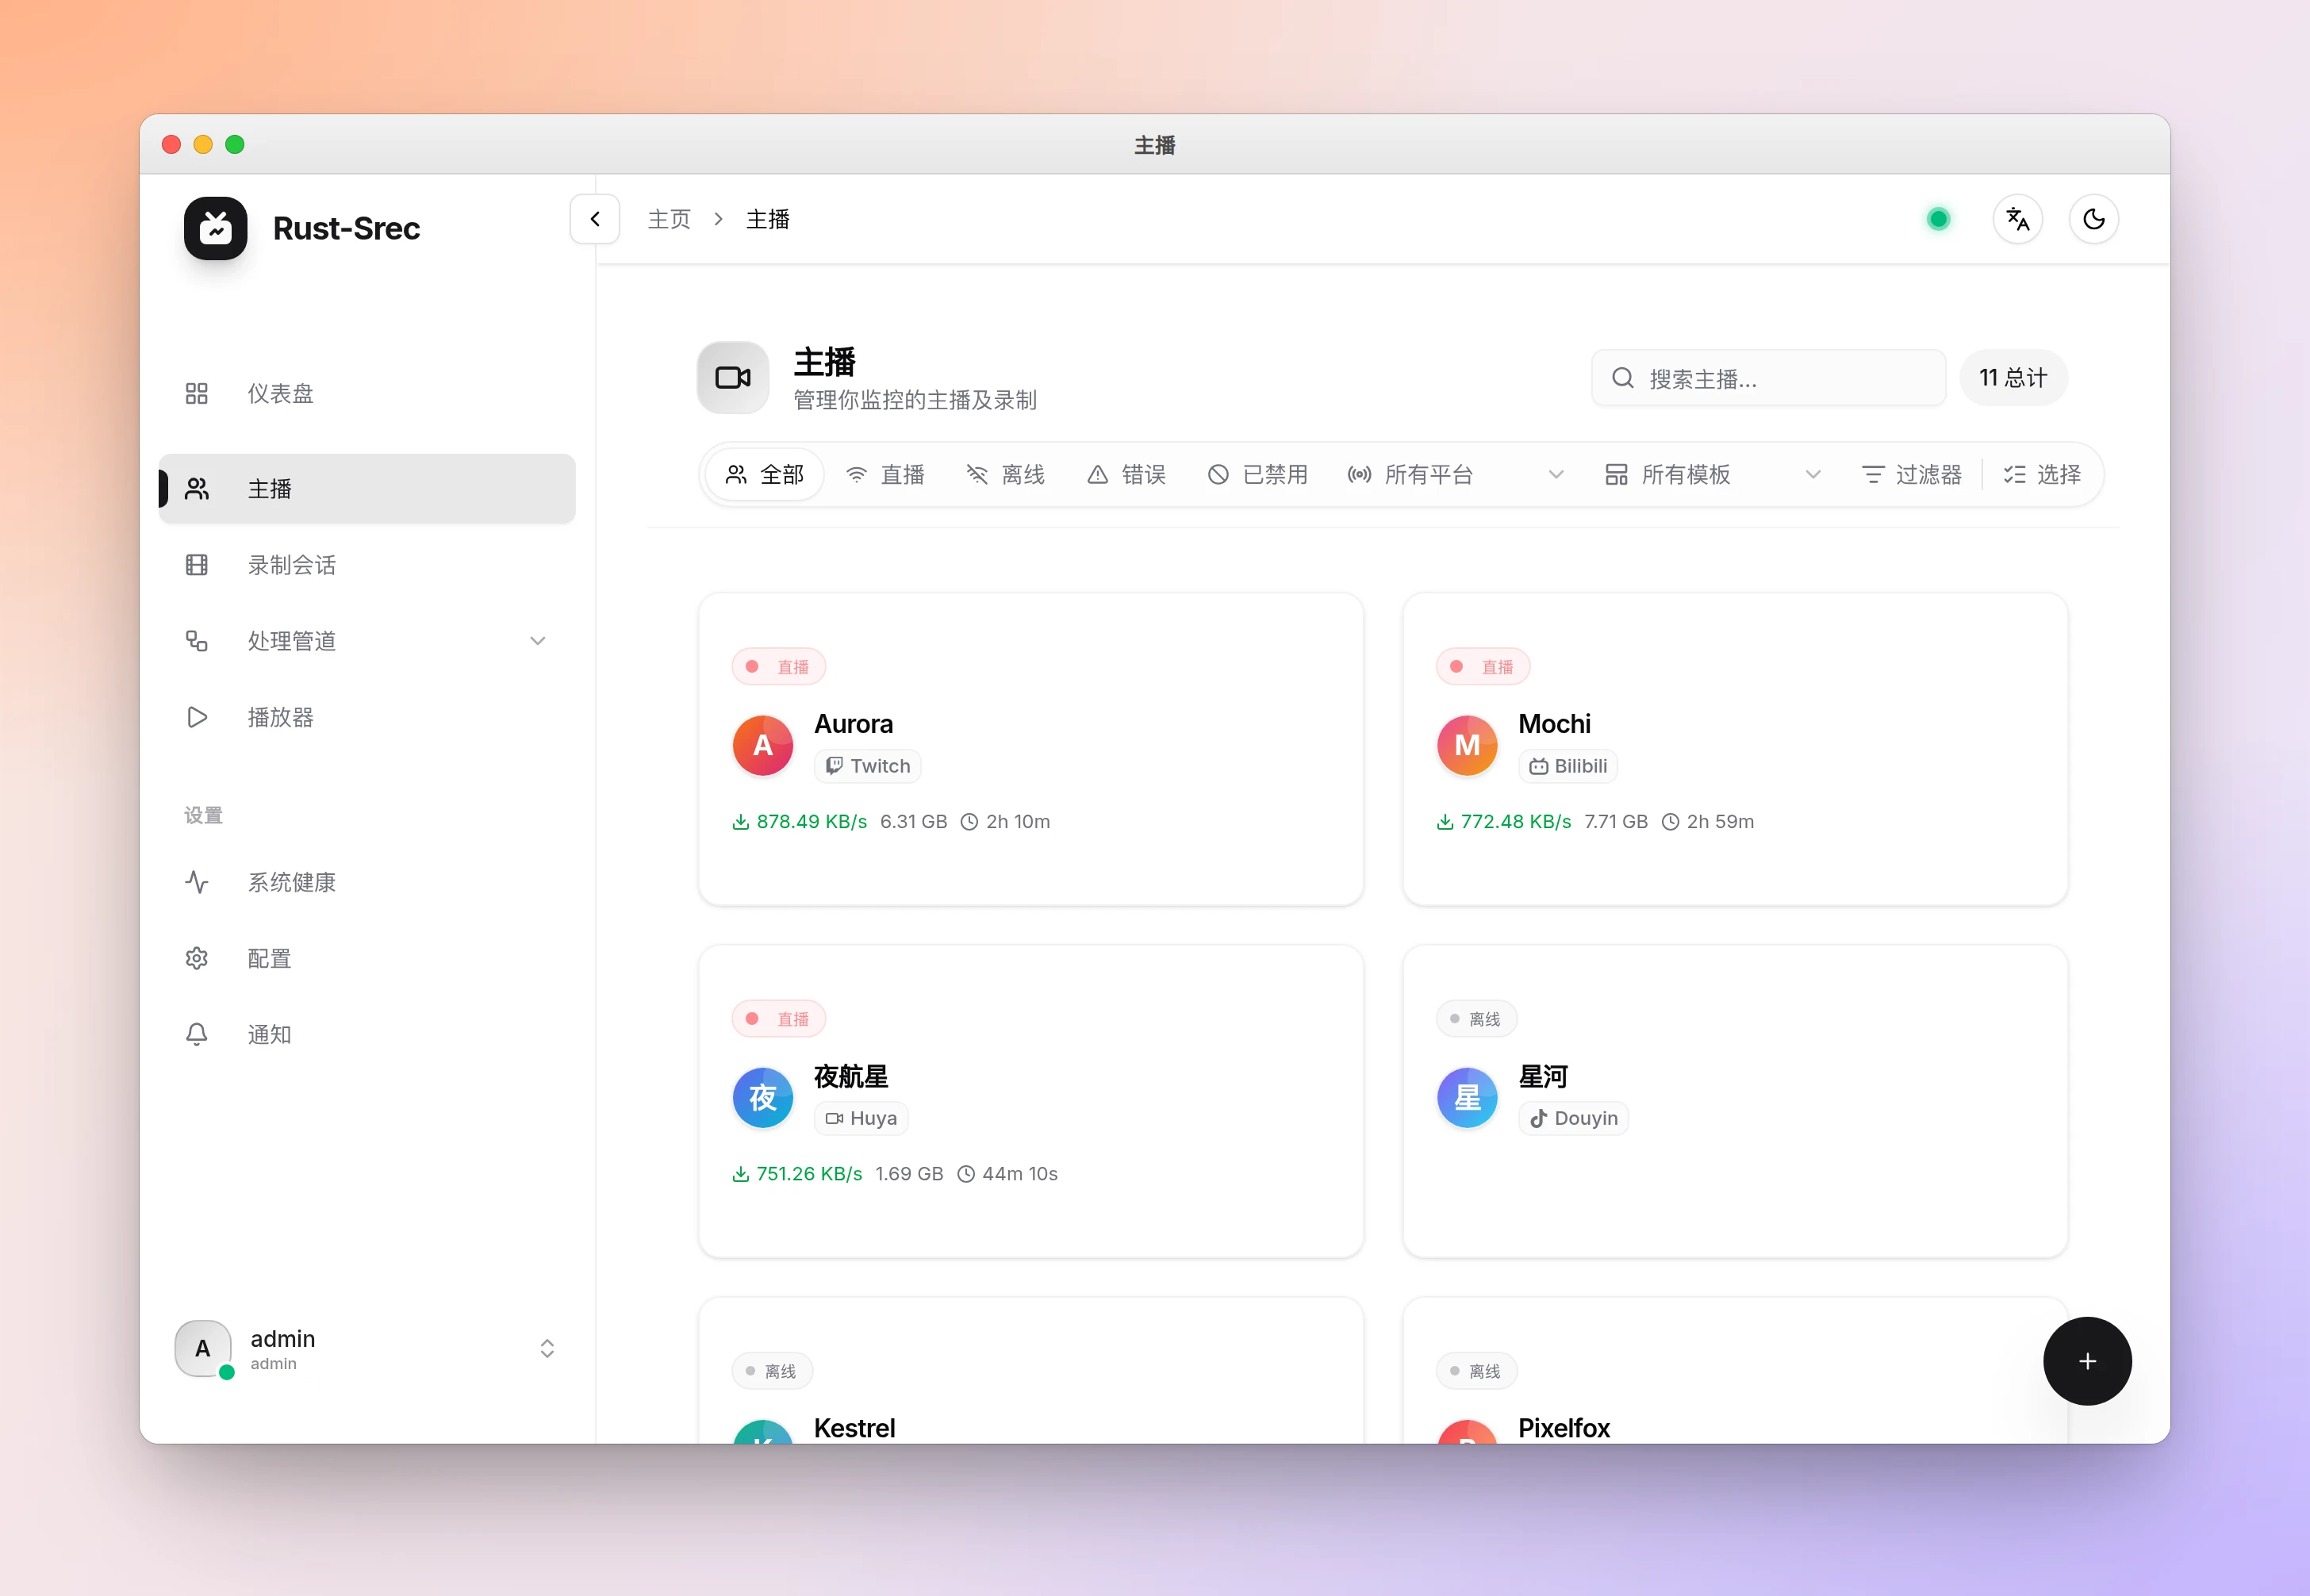 主播
Rust-Srec
主页 > 主播
仪表盘
主播
录制会话
处理管道
播放器
设置
系统健康
配置
通知
A
admin
admin
主播
管理你监控的主播及录制
搜索主播...
11 总计
全部 直播 离线 错误 已禁用 所有平台 所有模板 过滤器 选择
直播
A
Aurora
Twitch
878.49 KB/s 6.31 GB 2h 10m
直播
M
Mochi
Bilibili
772.48 KB/s 7.71 GB 2h 59m
直播
夜
夜航星
Huya
751.26 KB/s 1.69 GB 44m 10s
离线
星
星河
Douyin
离线
Kestrel
离线
Pixelfox